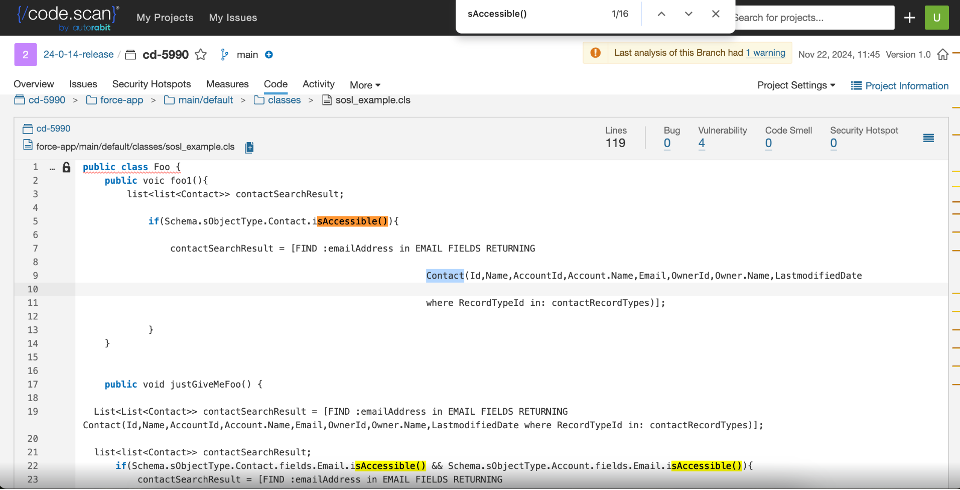 {/code.scan} My Projects My Issues
by autorabit
sAccessible() 1/16
Search for projects...
U
2 24-0-14-release / cd-5990 main
Last analysis of this Branch had 1 warning Nov 22, 2024, 11:45 Version 1.0
Overview Issues Security Hotspots Measures Code Activity More
Project Settings Project Information
cd-5990 > force-app > main/default > classes > sosl_example.cls
cd-5990
force-app/main/default/classes/sosl_example.cls
Lines Bug Vulnerability Code Smell Security Hotspot
119 0 4 0 0
1 ... public class Foo {
2 public voic foo1(){
3 list<list<Contact>> contactSearchResult;
4
5 if(Schema.sObjectType.Contact.isAccessible()){
6
7 contactSearchResult = [FIND :emailAddress in EMAIL FIELDS RETURNING
8
9 Contact(Id,Name,AccountId,Account.Name,Email,OwnerId,Owner.Name,LastmodifiedDate
10
11 where RecordTypeId in: contactRecordTypes)];
12
13 }
14 }
15
16
17 public void justGiveMeFoo() {
18
19 List<List<Contact>> contactSearchResult = [FIND :emailAddress in EMAIL FIELDS RETURNING
Contact(Id,Name,AccountId,Account.Name,Email,OwnerId,Owner.Name,LastmodifiedDate where RecordTypeId in: contactRecordTypes)];
20
21 list<list<Contact>> contactSearchResult;
22 if(Schema.sObjectType.Contact.fields.Email.isAccessible() && Schema.sObjectType.Account.fields.Email.isAccessible()){
23 contactSearchResult = [FIND :emailAddress in EMAIL FIELDS RETURNING